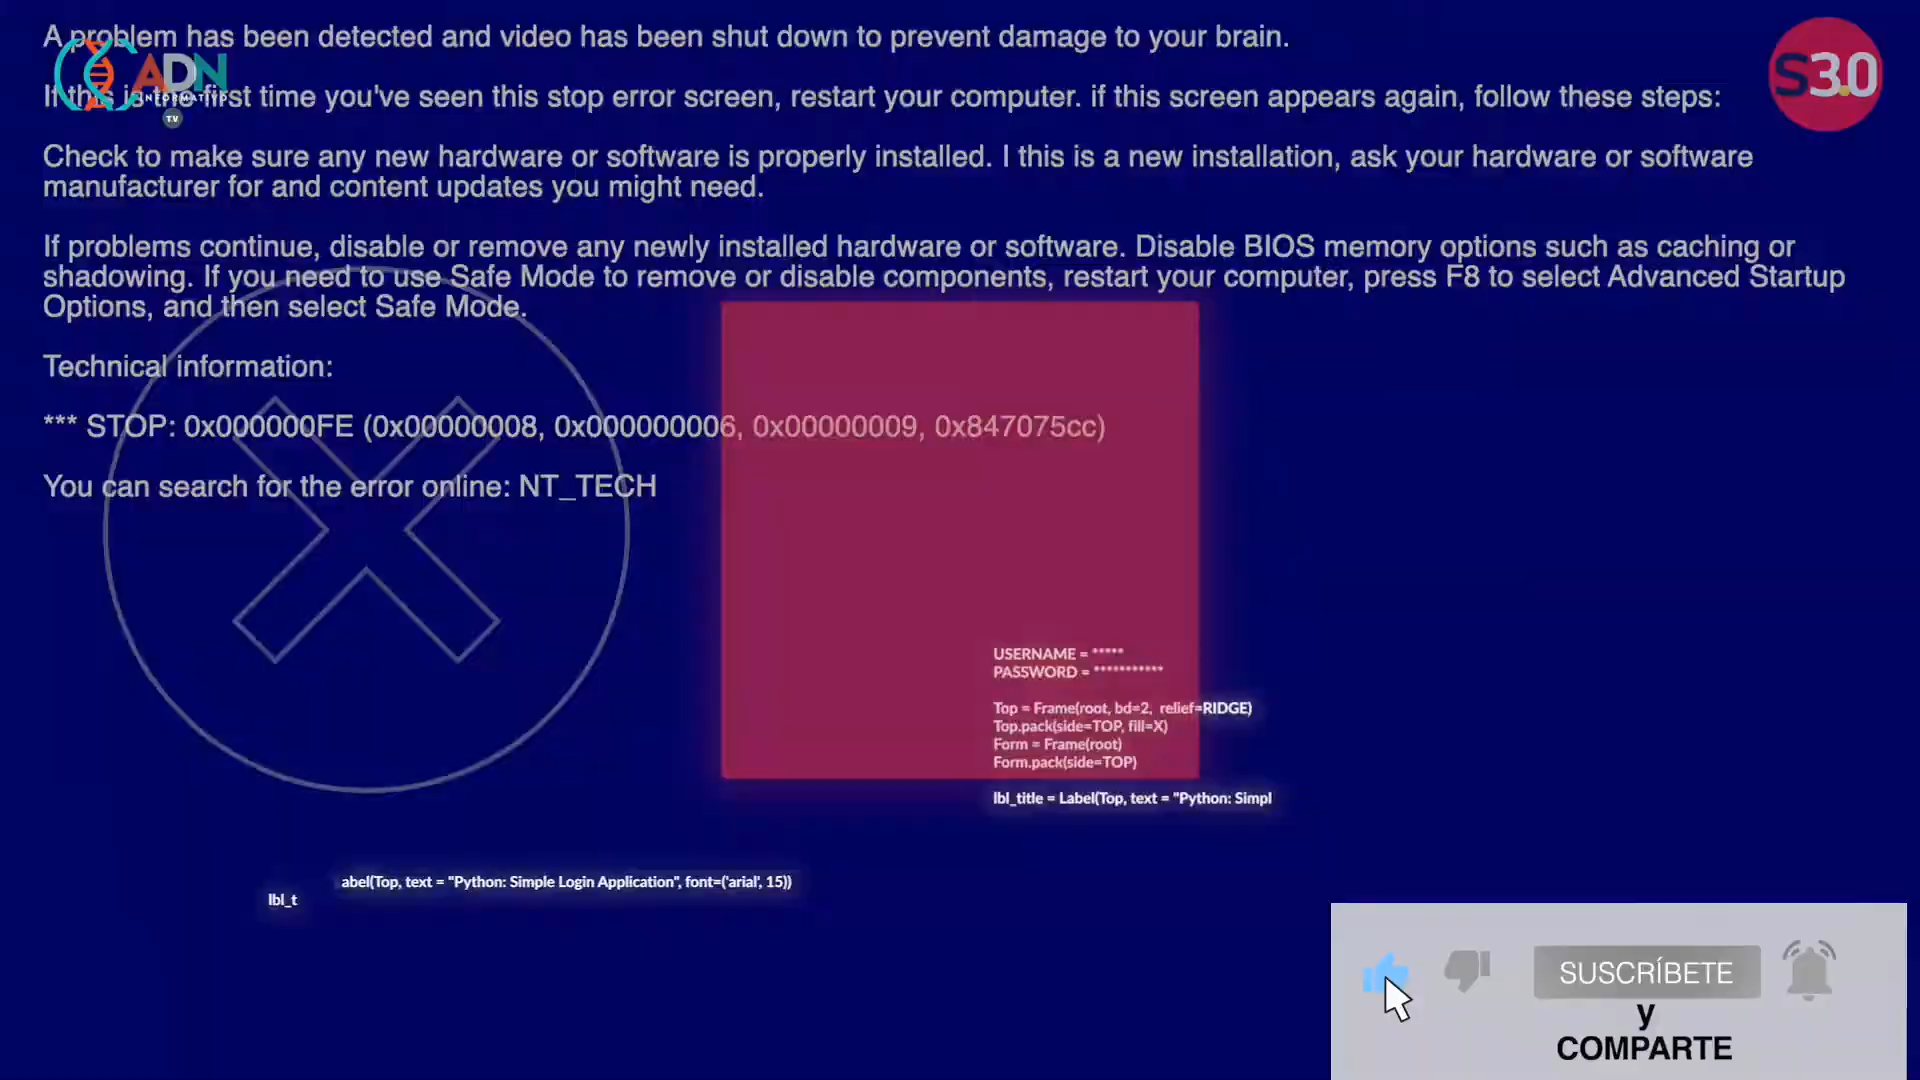 A problem has been detected and video has been shut down to prevent damage to your brain.
ADN
INFORMATIVO
TV
S3.0
If this is the first time you've seen this stop error screen, restart your computer. if this screen appears again, follow these steps:
Check to make sure any new hardware or software is properly installed. I this is a new installation, ask your hardware or software
manufacturer for and content updates you might need.
If problems continue, disable or remove any newly installed hardware or software. Disable BIOS memory options such as caching or
shadowing. If you need to use Safe Mode to remove or disable components, restart your computer, press F8 to select Advanced Startup
Options, and then select Safe Mode.
Technical information:
*** STOP: 0x000000FE (0x00000008, 0x000000006, 0x00000009, 0x847075cc)
You can search for the error online: NT_TECH
USERNAME = *****
PASSWORD = ***********
Top = Frame(root, bd=2, relief=RIDGE)
Top.pack(side=TOP, fill=X)
Form = Frame(root)
Form.pack(side=TOP)
lbl_title = Label(Top, text = "Python: Simpl
abel(Top, text = "Python: Simple Login Application", font=('arial', 15))
lbl_t
SUSCRÍBETE
y
COMPARTE